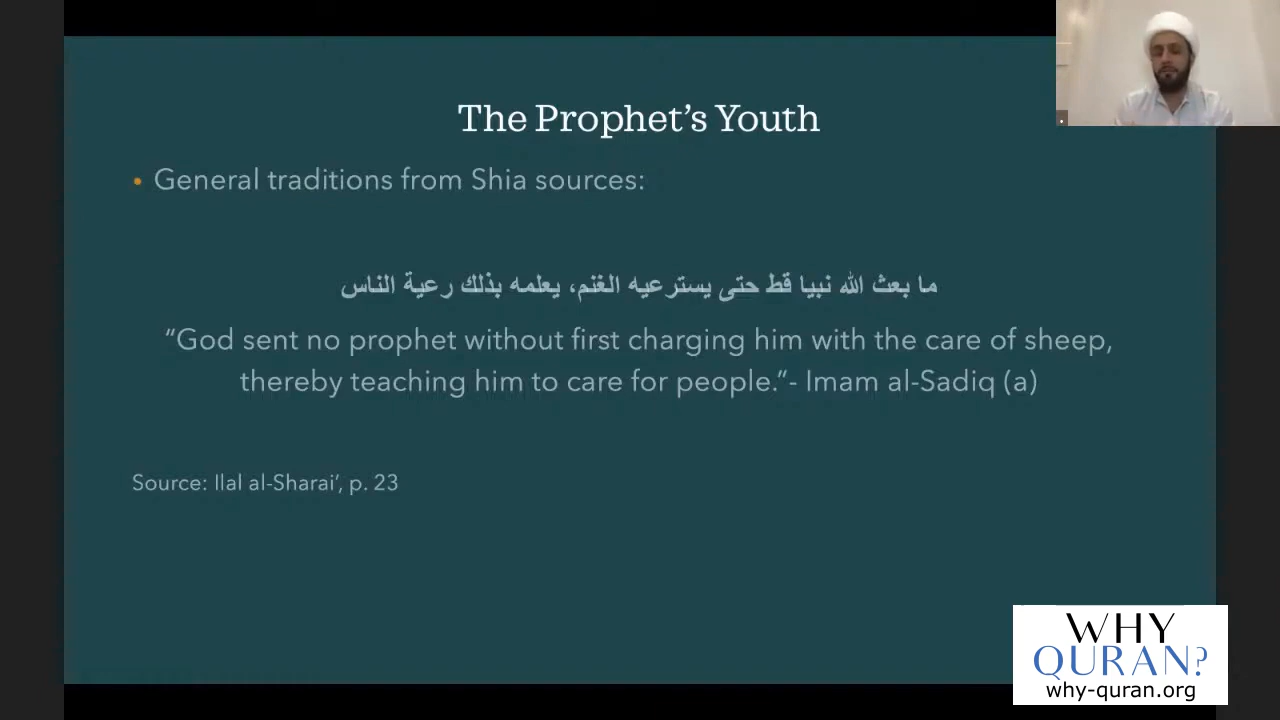 The Prophet’s Youth
• General traditions from Shia sources:
ما بعث الله نبيا قط حتى يسترعيه الغنم، يعلمه بذلك رعية الناس
“God sent no prophet without first charging him with the care of sheep,
thereby teaching him to care for people.”- Imam al-Sadiq (a)
Source: Ilal al-Sharai’, p. 23
WHY
QURAN?
why-quran.org